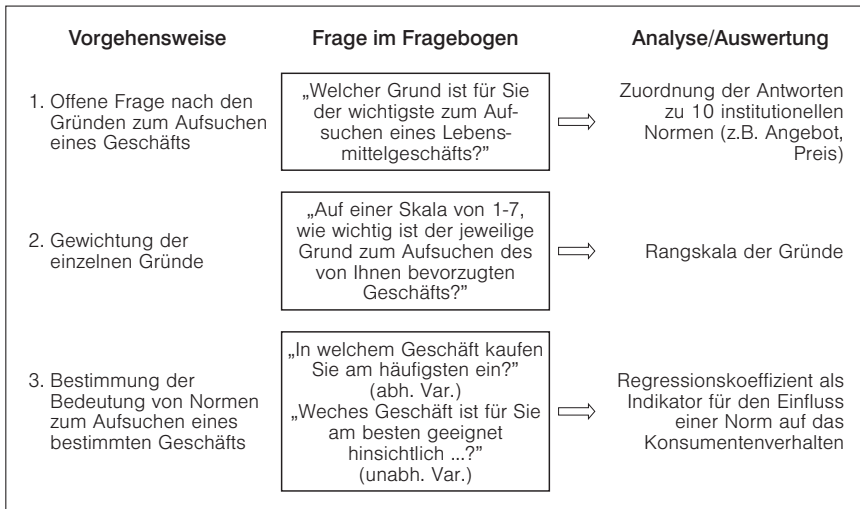 Vorgehensweise
Frage im Fragebogen
Analyse/Auswertung
1. Offene Frage nach den
Gründen zum Aufsuchen
eines Geschäfts
„Welcher Grund ist für Sie
der wichtigste zum Auf-
suchen eines Lebens-
mittelgeschäfts?”
Zuordnung der Antworten
zu 10 institutionellen
Normen (z.B. Angebot,
Preis)
2. Gewichtung der
einzelnen Gründe
„Auf einer Skala von 1-7,
wie wichtig ist der jeweilige
Grund zum Aufsuchen des
von Ihnen bevorzugten
Geschäfts?”
Rangskala der Gründe
3. Bestimmung der
Bedeutung von Normen
zum Aufsuchen eines
bestimmten Geschäfts
„In welchem Geschäft kaufen
Sie am häufigsten ein?”
(abh. Var.)
„Weches Geschäft ist für Sie
am besten geeignet
hinsichtlich ...?”
(unabh. Var.)
Regressionskoeffizient als
Indikator für den Einfluss
einer Norm auf das
Konsumentenverhalten